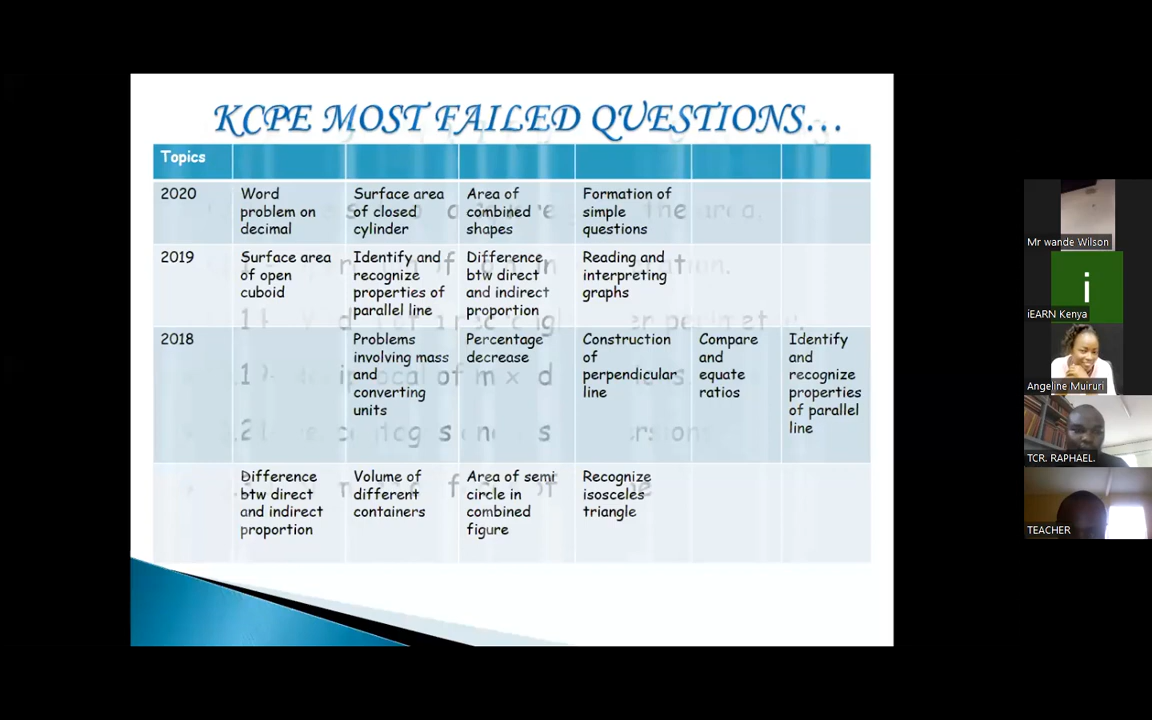 KCPE MOST FAILED QUESTIONS...
Topics
2020
Word
problem on
decimal
Surface area
of closed
cylinder
Area of
combined
shapes
Formation of
simple
questions
2019
Surface area
of open
cuboid
Identify and
recognize
properties of
parallel line
Difference
btw direct
and indirect
proportion
Reading and
interpreting
graphs
2018
Problems
involving mass
and
converting
units
Percentage
decrease
Construction
of
perpendicular
line
Compare
and
equate
ratios
Identify
and
recognize
properties
of parallel
line
Difference
btw direct
and indirect
proportion
Volume of
different
containers
Area of semi
circle in
combined
figure
Recognize
isosceles
triangle
Mr wande Wilson
i
iEARN Kenya
Angeline Muiruri
TCR. RAPHAEL.
TEACHER